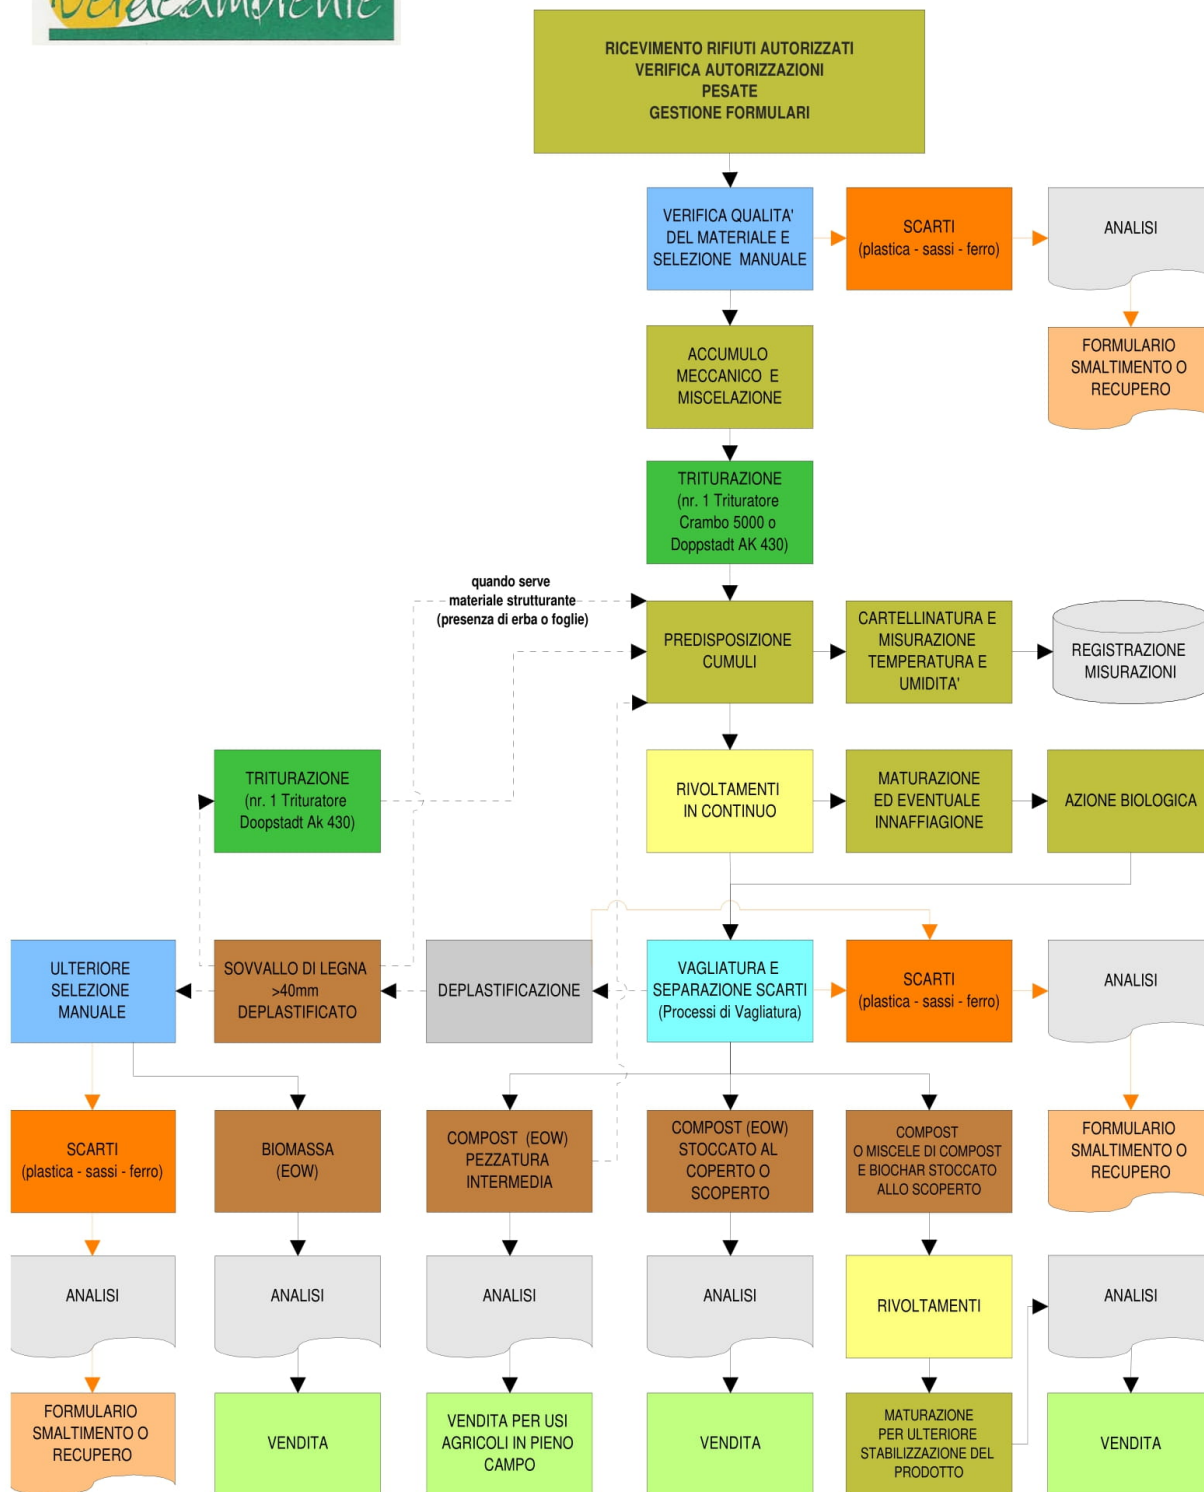 verdeambiente
RICEVIMENTO RIFIUTI AUTORIZZATI
VERIFICA AUTORIZZAZIONI
PESATE
GESTIONE FORMULARI
VERIFICA QUALITA'
DEL MATERIALE E
SELEZIONE MANUALE
SCARTI
(plastica - sassi - ferro)
ANALISI
FORMULARIO
SMALTIMENTO O
RECUPERO
ACCUMULO
MECCANICO E
MISCELAZIONE
TRITURAZIONE
(nr. 1 Trituratore
Crambo 5000 o
Doppstadt AK 430)
quando serve
materiale strutturante
(presenza di erba o foglie)
PREDISPOSIZIONE
CUMULI
CARTELLINATURA E
MISURAZIONE
TEMPERATURA E
UMIDITA'
REGISTRAZIONE
MISURAZIONI
TRITURAZIONE
(nr. 1 Trituratore
Doopstadt Ak 430)
RIVOLTAMENTI
IN CONTINUO
MATURAZIONE
ED EVENTUALE
INNAFFIAGIONE
AZIONE BIOLOGICA
ULTERIORE
SELEZIONE
MANUALE
SOVVALLO DI LEGNA
>40mm
DEPLASTIFICATO
DEPLASTIFICAZIONE
VAGLIATURA E
SEPARAZIONE SCARTI
(Processi di Vagliatura)
SCARTI
(plastica - sassi - ferro)
ANALISI
SCARTI
(plastica - sassi - ferro)
BIOMASSA
(EOW)
COMPOST (EOW)
PEZZATURA
INTERMEDIA
COMPOST (EOW)
STOCCATO AL
COPERTO O
SCOPERTO
COMPOST
O MISCELE DI COMPOST
E BIOCHAR STOCCATO
ALLO SCOPERTO
FORMULARIO
SMALTIMENTO O
RECUPERO
ANALISI
ANALISI
ANALISI
ANALISI
RIVOLTAMENTI
ANALISI
FORMULARIO
SMALTIMENTO O
RECUPERO
VENDITA
VENDITA PER USI
AGRICOLI IN PIENO
CAMPO
VENDITA
MATURAZIONE
PER ULTERIORE
STABILIZZAZIONE DEL
PRODOTTO
VENDITA